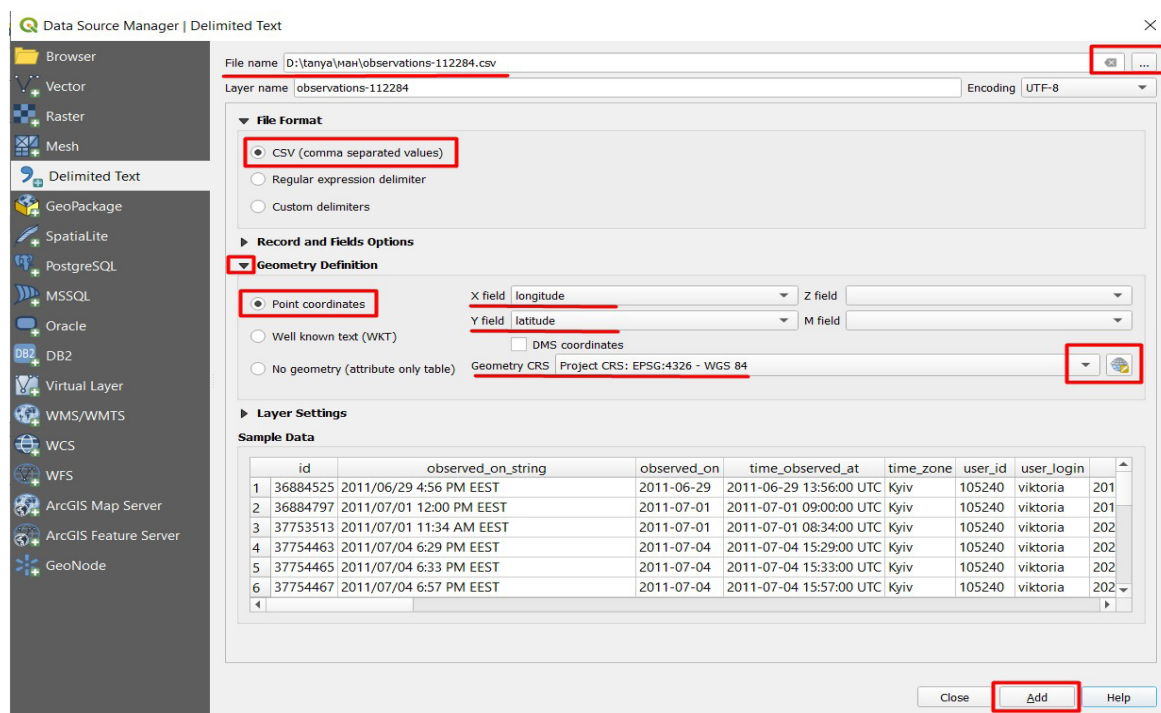 Data Source Manager | Delimited Text
Browser
Vector
Raster
Mesh
Delimited Text
GeoPackage
SpatiaLite
PostgreSQL
MSSQL
Oracle
DB2 DB2
Virtual Layer
WMS/WMTS
WCS
WFS
ArcGIS Map Server
ArcGIS Feature Server
GeoNode
File name D:\tanya\ман\observations-112284.csv ...
Layer name observations-112284 Encoding UTF-8
File Format
CSV (comma separated values)
Regular expression delimiter
Custom delimiters
Record and Fields Options
Geometry Definition
Point coordinates X field longitude Z field
Y field latitude M field
Well known text (WKT)
DMS coordinates
No geometry (attribute only table) Geometry CRS Project CRS: EPSG:4326 - WGS 84
Layer Settings
Sample Data
id observed_on_string observed_on time_observed_at time_zone user_id user_login
1 36884525 2011/06/29 4:56 PM EEST 2011-06-29 2011-06-29 13:56:00 UTC Kyiv 105240 viktoria 201
2 36884797 2011/07/01 12:00 PM EEST 2011-07-01 2011-07-01 09:00:00 UTC Kyiv 105240 viktoria 201
3 37753513 2011/07/01 11:34 AM EEST 2011-07-01 2011-07-01 08:34:00 UTC Kyiv 105240 viktoria 202
4 37754463 2011/07/04 6:29 PM EEST 2011-07-04 2011-07-04 15:29:00 UTC Kyiv 105240 viktoria 202
5 37754465 2011/07/04 6:33 PM EEST 2011-07-04 2011-07-04 15:33:00 UTC Kyiv 105240 viktoria 202
6 37754467 2011/07/04 6:57 PM EEST 2011-07-04 2011-07-04 15:57:00 UTC Kyiv 105240 viktoria 202
Close Add Help